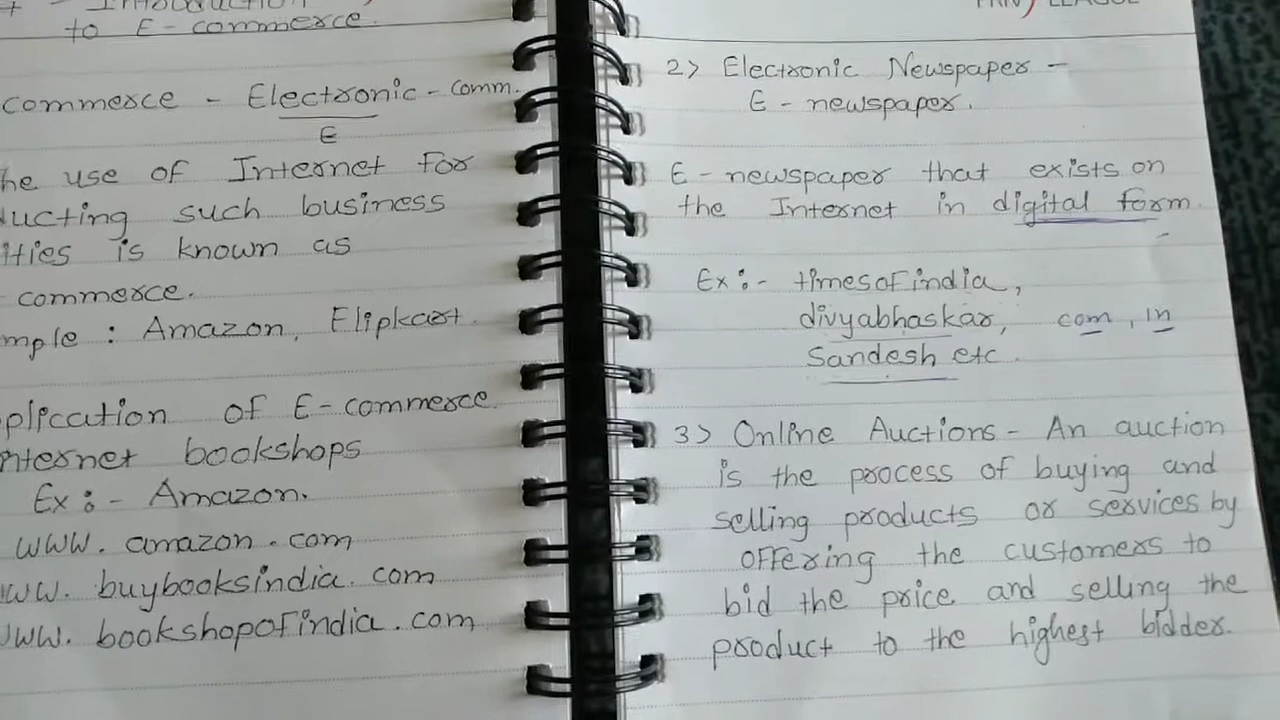 to E-commerce.
commerce - Electronic-comm.
E
he use of Internet for
ducting such business
ities is known as
commerce.
mple : Amazon, Flipkart.
plication of E-commerce.
nternet bookshops
Ex :- Amazon.
www. amazon.com
ww. buybooksindia.com
ww. bookshopofindia.com
2> Electronic Newspaper -
E-newspaper.
E-newspaper that exists on
the Internet in digital form.
Ex :- timesofindia,
divyabhaskar, com, in
Sandesh etc.
3> Online Auctions - An auction
is the process of buying and
selling products or services by
offering the customers to
bid the price and selling the
product to the highest bidder.